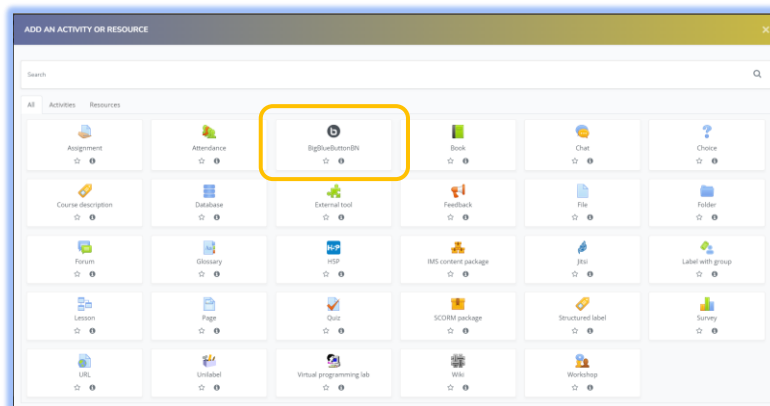 ADD AN ACTIVITY OR RESOURCE
Search
All Activities Resources
Assignment Attendance BigBlueButtonBN Book Chat Choice
Course description Database External tool Feedback File Folder
Forum Glossary H5P IMS content package Jitsi Label with group
Lesson Page Quiz SCORM package Structured label Survey
URL Unilabel Virtual programming lab Wiki Workshop